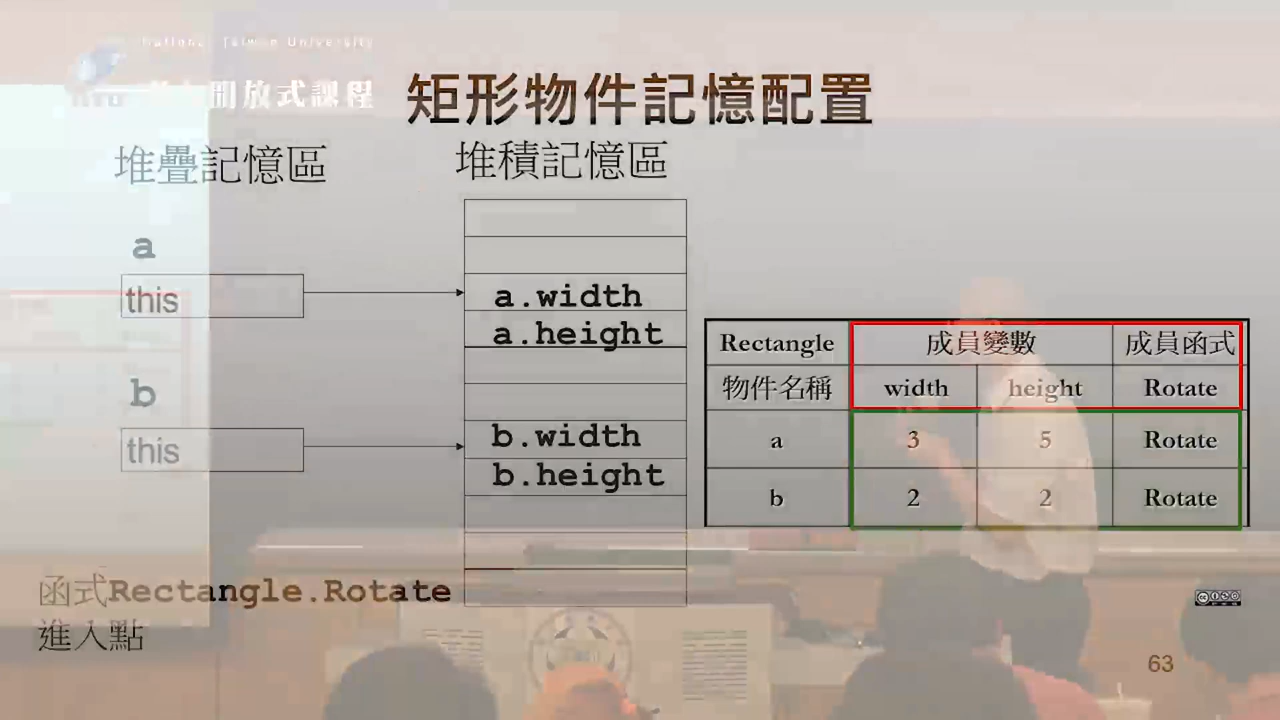 National Taiwan University
開放式課程
矩形物件記憶配置
堆疊記憶區
堆積記憶區
a
this
a.width
a.height
b
this
b.width
b.height
Rectangle 成員變數 成員函式
物件名稱 width height Rotate
a 3 5 Rotate
b 2 2 Rotate
函式Rectangle.Rotate
進入點
63